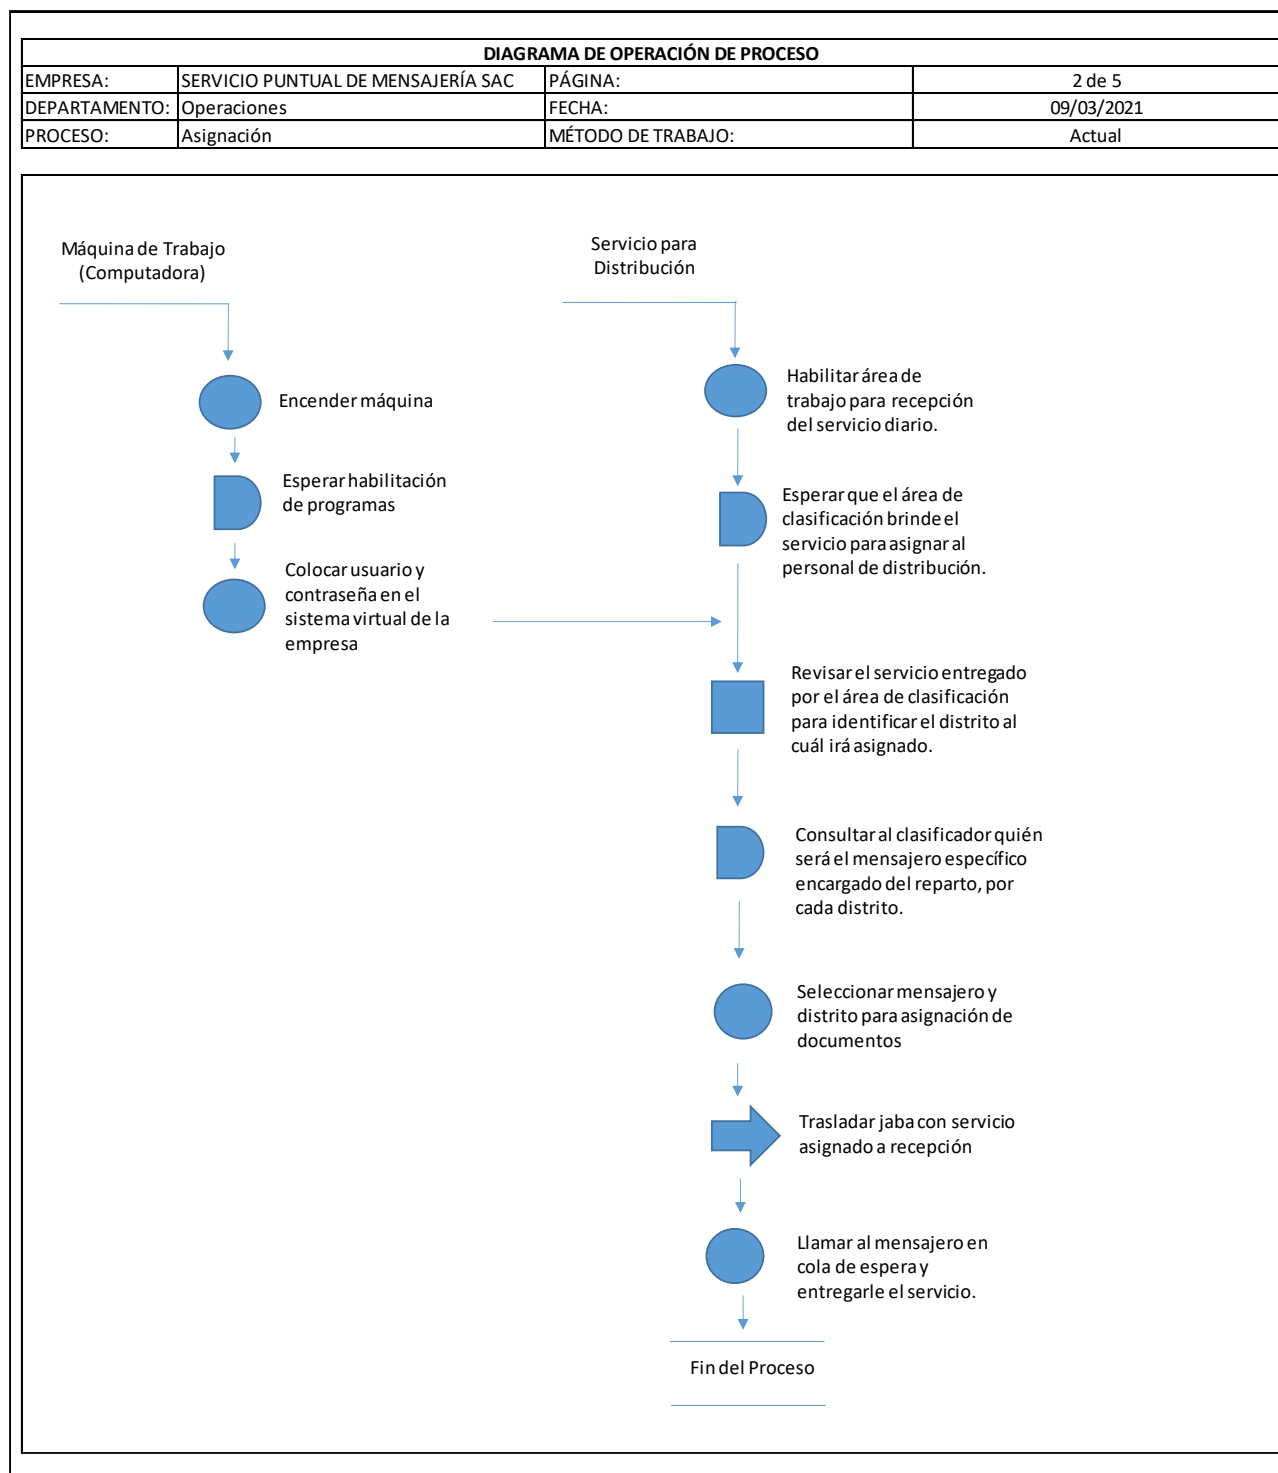 DIAGRAMA DE OPERACIÓN DE PROCESO
EMPRESA: SERVICIO PUNTUAL DE MENSAJERÍA SAC PÁGINA: 2 de 5
DEPARTAMENTO: Operaciones FECHA: 09/03/2021
PROCESO: Asignación MÉTODO DE TRABAJO: Actual
Máquina de Trabajo
(Computadora)
Encender máquina
Esperar habilitación
de programas
Colocar usuario y
contraseña en el
sistema virtual de la
empresa
Servicio para
Distribución
Habilitar área de
trabajo para recepción
del servicio diario.
Esperar que el área de
clasificación brinde el
servicio para asignar al
personal de distribución.
Revisar el servicio entregado
por el área de clasificación
para identificar el distrito al
cuál irá asignado.
Consultar al clasificador quién
será el mensajero específico
encargado del reparto, por
cada distrito.
Seleccionar mensajero y
distrito para asignación de
documentos
Trasladar jaba con servicio
asignado a recepción
Llamar al mensajero en
cola de espera y
entregarle el servicio.
Fin del Proceso